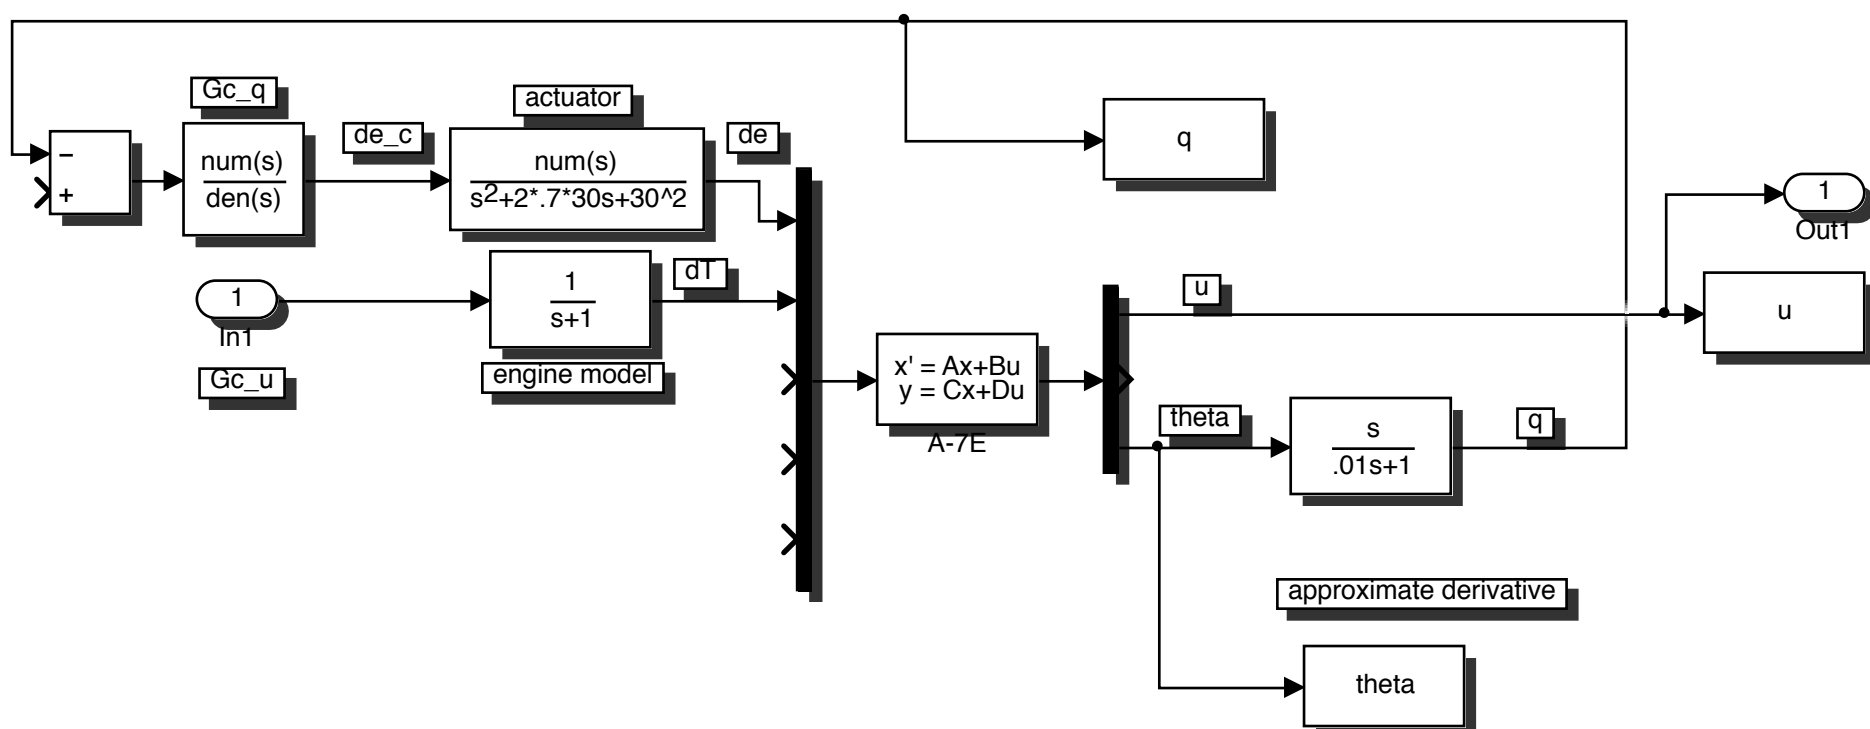 Gc_q
actuator
−
+
num(s)
den(s)
de_c
num(s)
s2+2*.7*30s+30^2
de
q
1
Out1
1
In1
1
s+1
dT
u
u
Gc_u
engine model
x' = Ax+Bu
y = Cx+Du
A-7E
theta
s
.01s+1
q
approximate derivative
theta